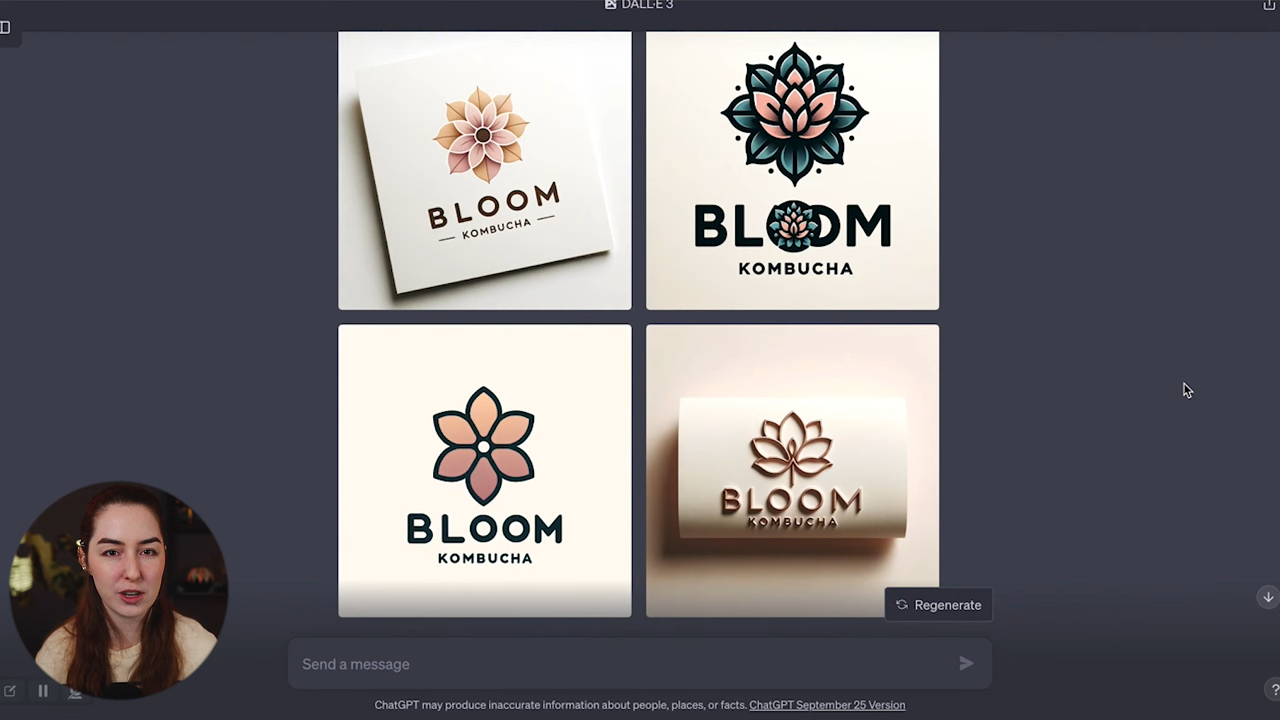 DALL·E 3
BLOOM
KOMBUCHA
BLOOM
KOMBUCHA
BLOOM
KOMBUCHA
BLOOM
KOMBUCHA
Regenerate
Send a message
ChatGPT may produce inaccurate information about people, places, or facts. ChatGPT September 25 Version
?